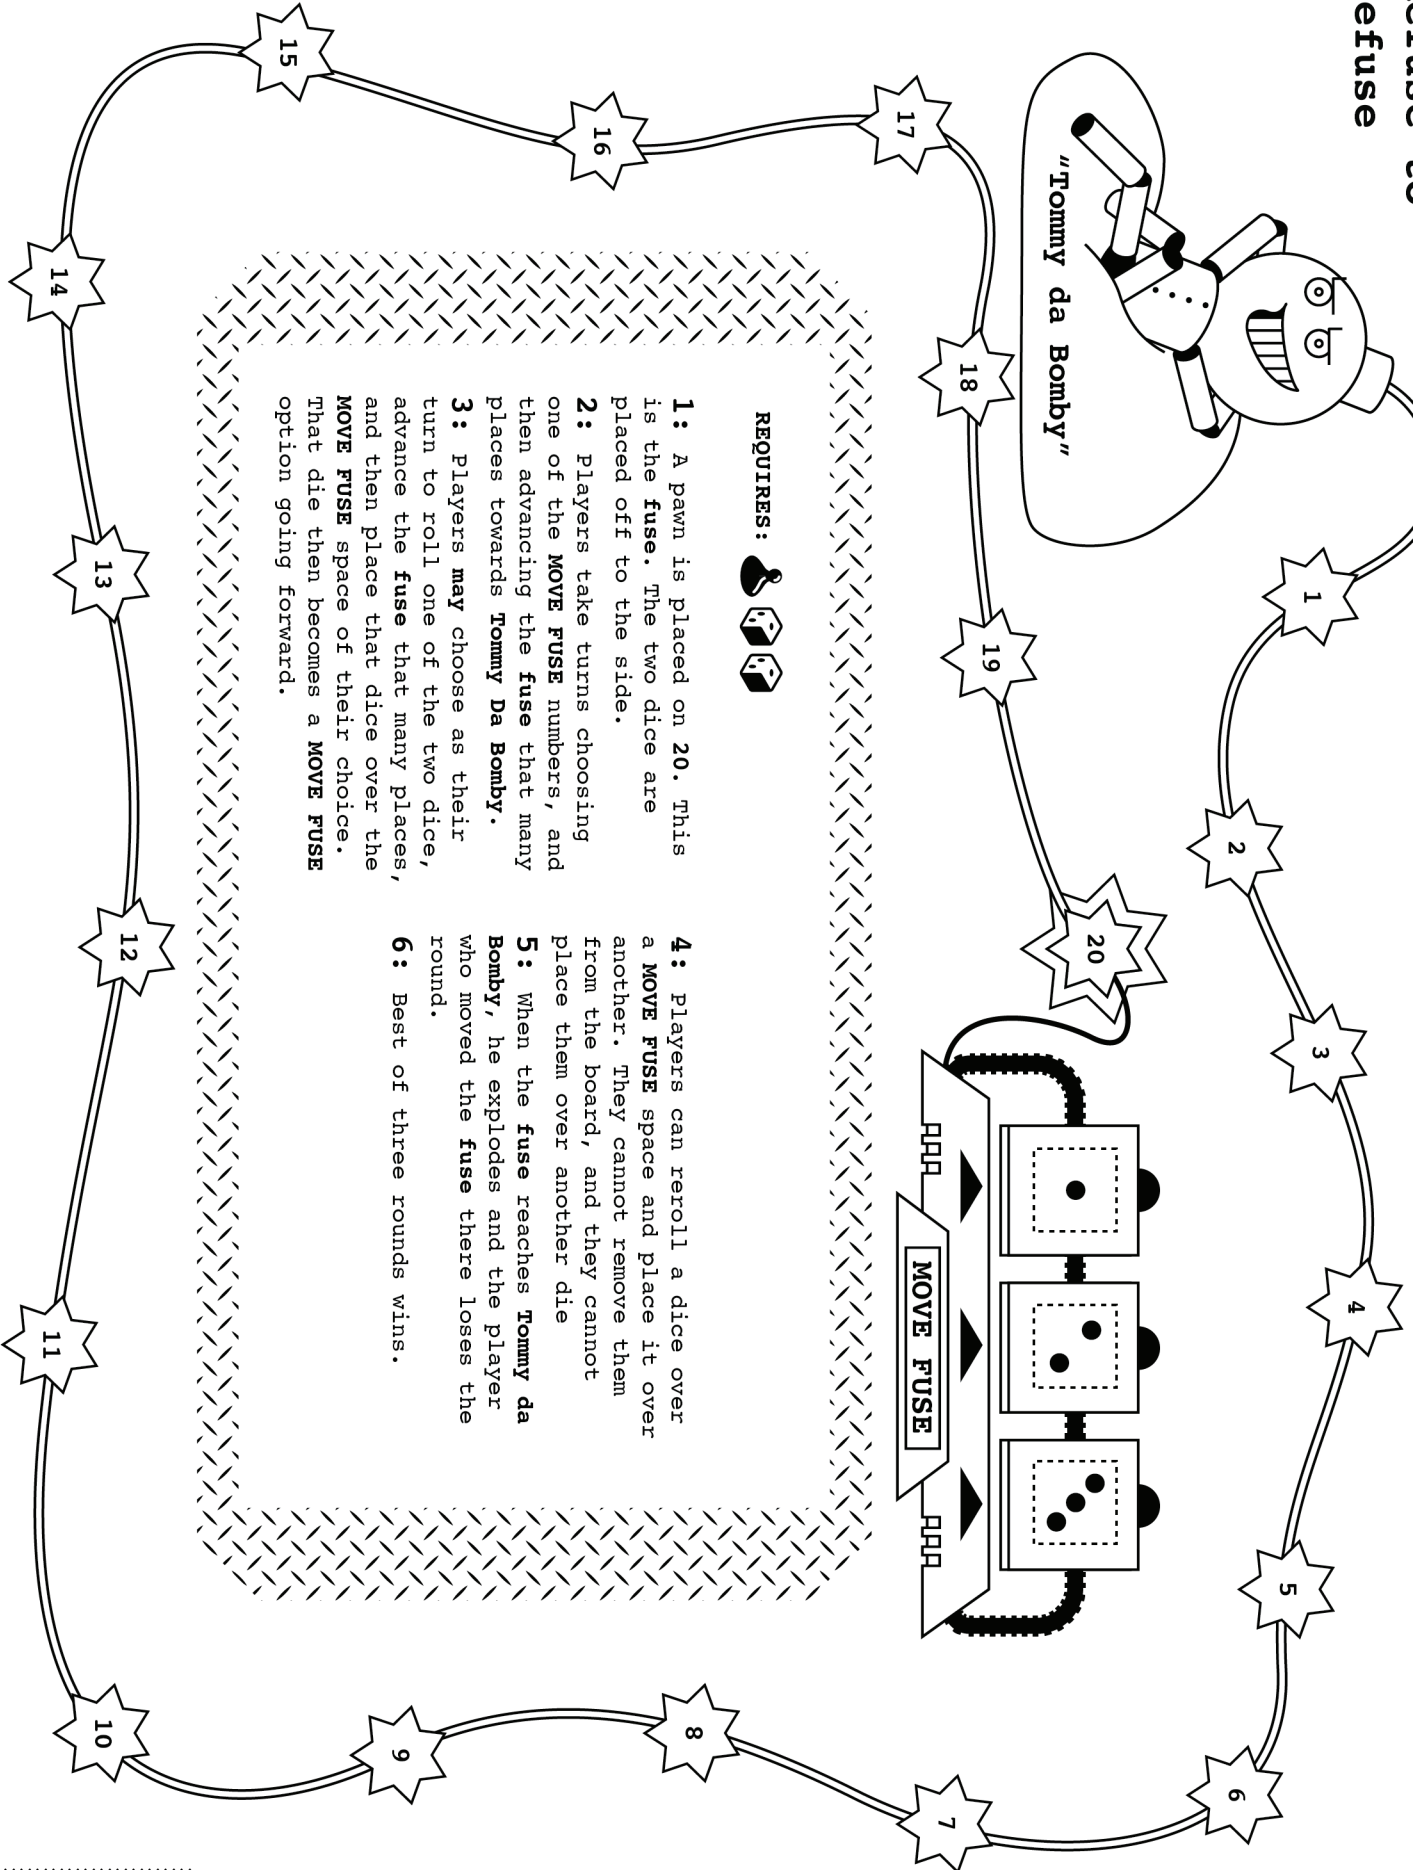 efuse
"Tommy da Bomby"
1
2
3
4
5
6
7
8
9
10
11
12
13
14
15
16
17
18
19
20
MOVE FUSE
REQUIRES:
1: A pawn is placed on 20. This
is the fuse. The two dice are
placed off to the side.
2: Players take turns choosing
one of the MOVE FUSE numbers, and
then advancing the fuse that many
places towards Tommy Da Bomby.
3: Players may choose as their
turn to roll one of the two dice,
advance the fuse that many places,
and then place that dice over the
MOVE FUSE space of their choice.
That die then becomes a MOVE FUSE
option going forward.
4: Players can reroll a dice over
a MOVE FUSE space and place it over
another. They cannot remove them
from the board, and they cannot
place them over another die
5: When the fuse reaches Tommy da
Bomby, he explodes and the player
who moved the fuse there loses the
round.
6: Best of three rounds wins.